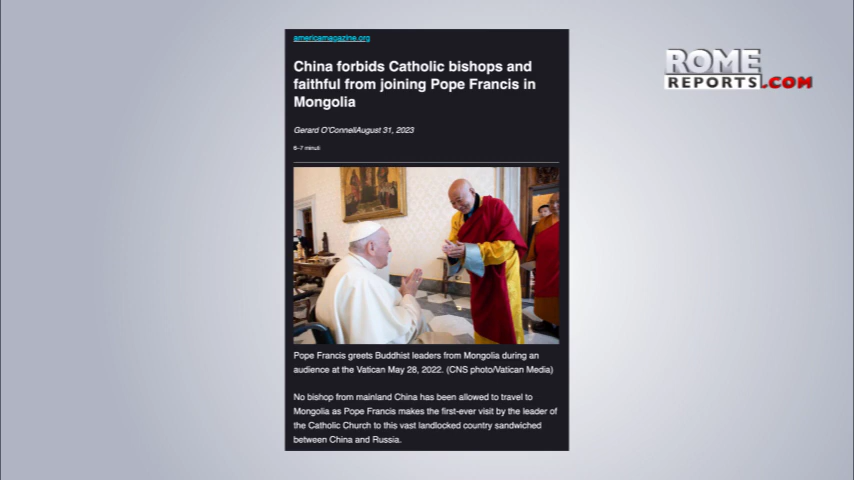 americamagazine.org
ROME
REPORTS.COM
China forbids Catholic bishops and
faithful from joining Pope Francis in
Mongolia
Gerard O'ConnellAugust 31, 2023
6–7 minuti
Pope Francis greets Buddhist leaders from Mongolia during an
audience at the Vatican May 28, 2022. (CNS photo/Vatican Media)
No bishop from mainland China has been allowed to travel to
Mongolia as Pope Francis makes the first-ever visit by the leader of
the Catholic Church to this vast landlocked country sandwiched
between China and Russia.